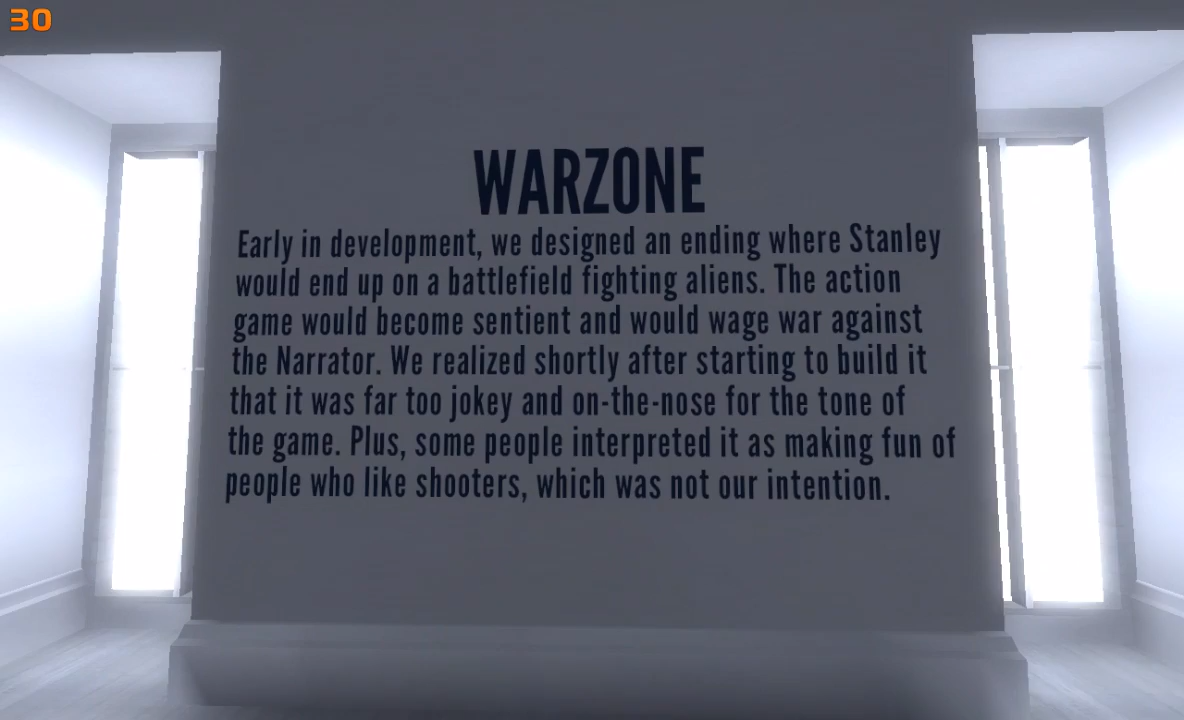 30
WARZONE
Early in development, we designed an ending where Stanley
would end up on a battlefield fighting aliens. The action
game would become sentient and would wage war against
the Narrator. We realized shortly after starting to build it
that it was far too jokey and on-the-nose for the tone of
the game. Plus, some people interpreted it as making fun of
people who like shooters, which was not our intention.